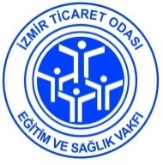 İZMİR TİCARET ODASI
EĞİTİM VE SAĞLIK VAKFI